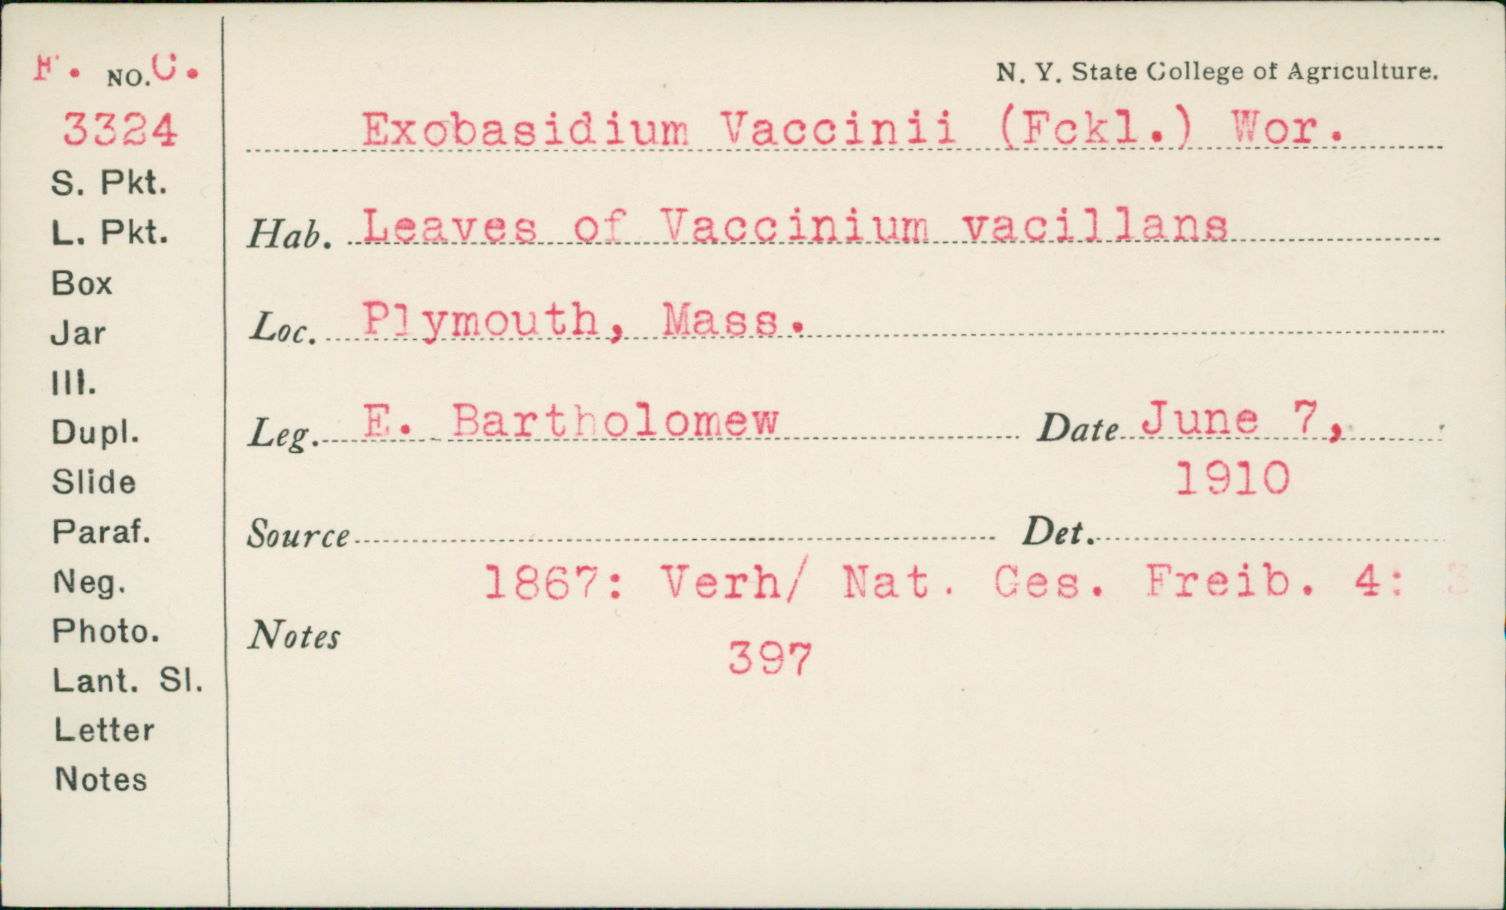 F. NO. C.
3324
S. Pkt.
L. Pkt.
Box
Jar
Ill.
Dupl.
Slide
Paraf.
Neg.
Photo.
Lant. Sl.
Letter
Notes
N. Y. State College of Agriculture.
Exobasidium Vaccinii (Fckl.) Wor.
Hab. Leaves of Vaccinium vacillans
Loc. Plymouth, Mass.
Leg. E. Bartholomew Date June 7,
1910
Source Det.
1867: Verh/ Nat. Ges. Freib. 4: 3
Notes
397